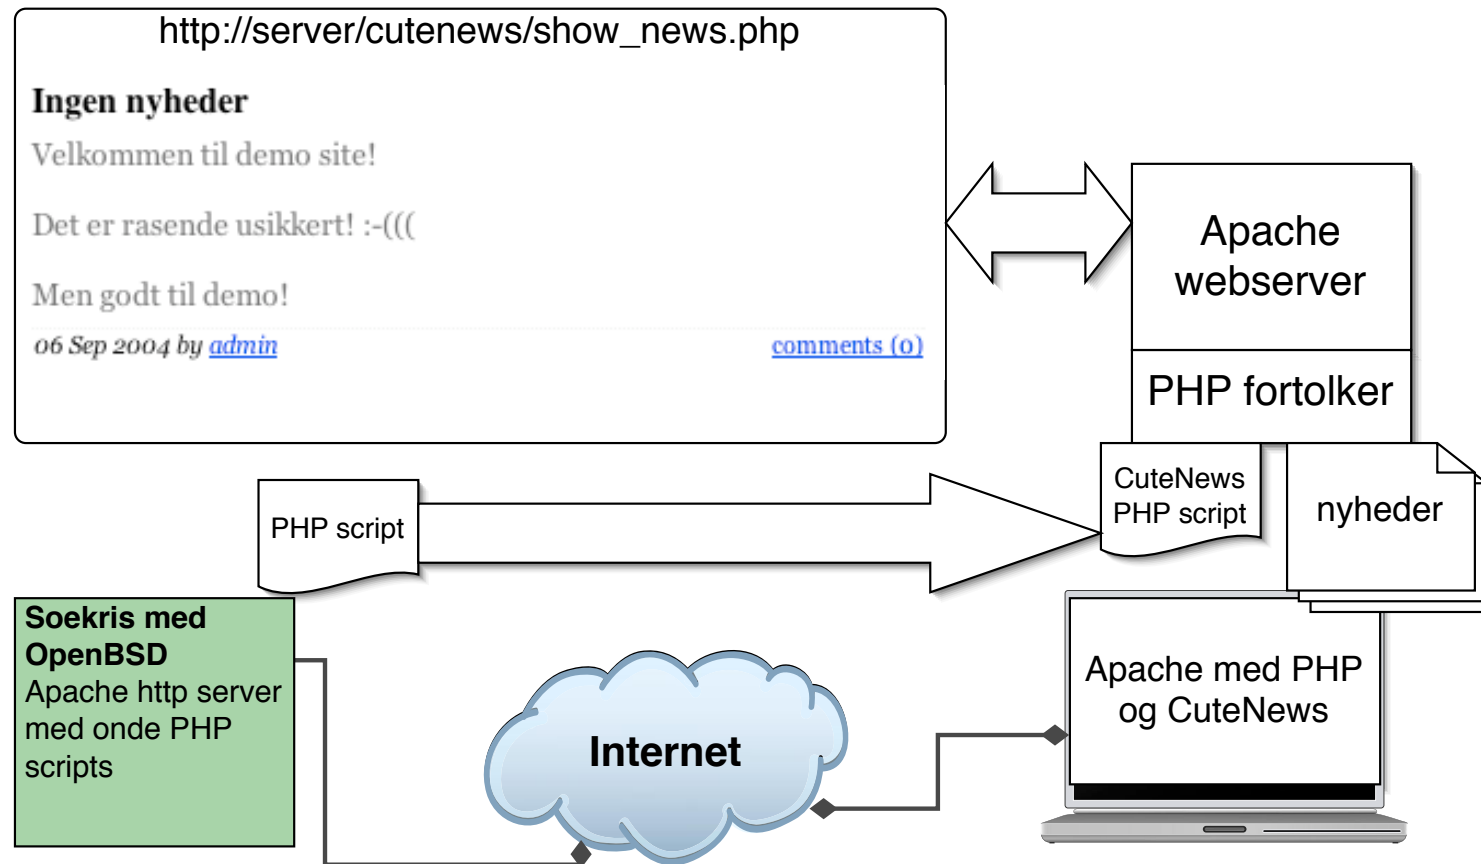 http://server/cutenews/show_news.php
Ingen nyheder
Velkommen til demo site!
Det er rasende usikkert! :-(((
Men godt til demo!
06 Sep 2004 by admin
comments (0)
Apache
webserver
PHP fortolker
CuteNews
PHP script
nyheder
PHP script
Soekris med
OpenBSD
Apache http server
med onde PHP
scripts
Internet
Apache med PHP
og CuteNews